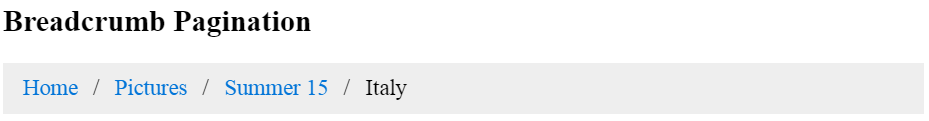 Breadcrumb Pagination
Home / Pictures / Summer 15 / Italy